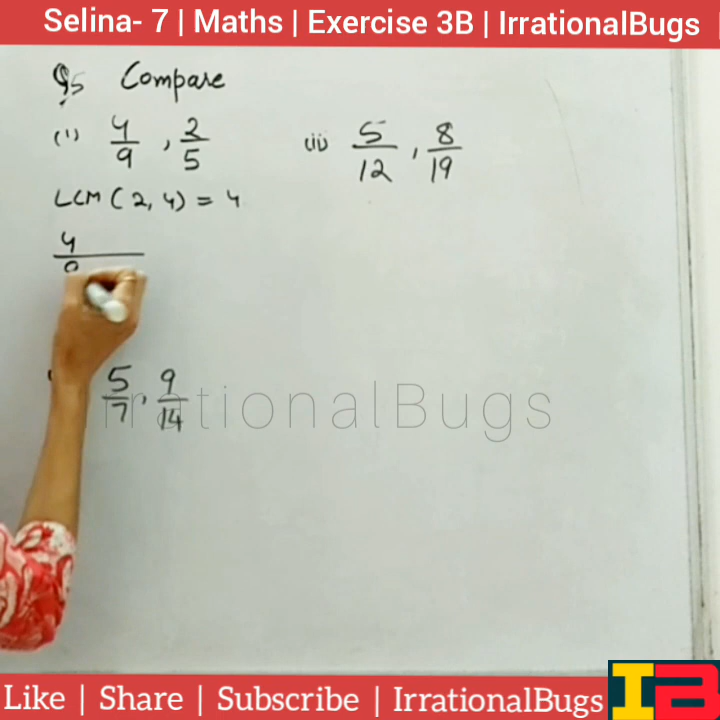 Selina- 7 | Maths | Exercise 3B | IrrationalBugs
Q5 Compare
(i) 4/9 , 2/5 (ii) 5/12 , 8/19
LCM ( 2, 4) = 4
4
5/7 , 9/14
IrrationalBugs
Like | Share | Subscribe | IrrationalBugs
IB